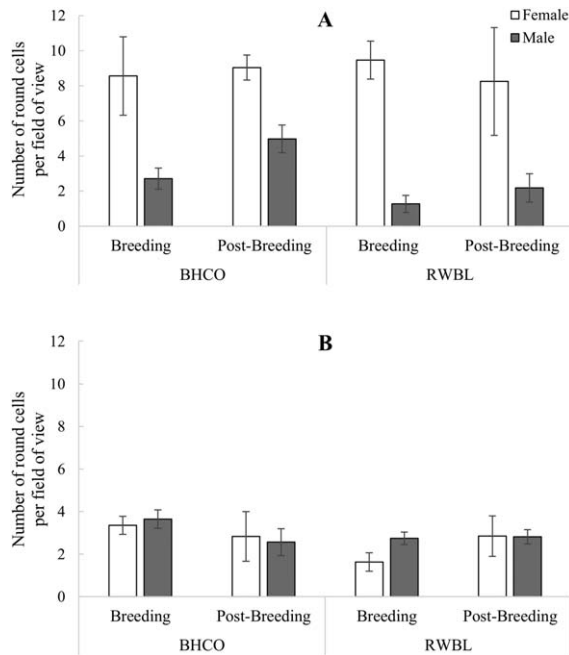 A
Female
Male
Number of round cells
per field of view
12
10
8
6
4
2
0
Breeding
Post-Breeding
Breeding
Post-Breeding
BHCO
RWBL
B
Number of round cells
per field of view
12
10
8
6
4
2
0
Breeding
Post-Breeding
Breeding
Post-Breeding
BHCO
RWBL